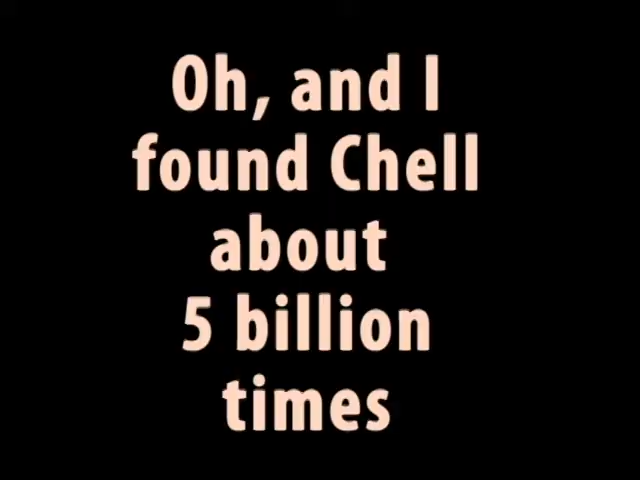 Oh, and I
found Chell
about
5 billion
times